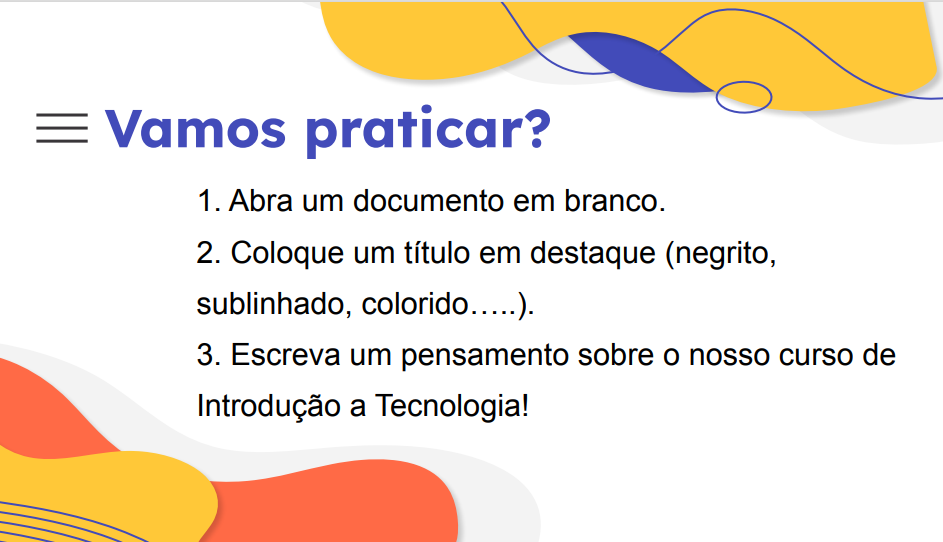 Vamos praticar?
1. Abra um documento em branco.
2. Coloque um título em destaque (negrito,
sublinhado, colorido…..).
3. Escreva um pensamento sobre o nosso curso de
Introdução a Tecnologia!